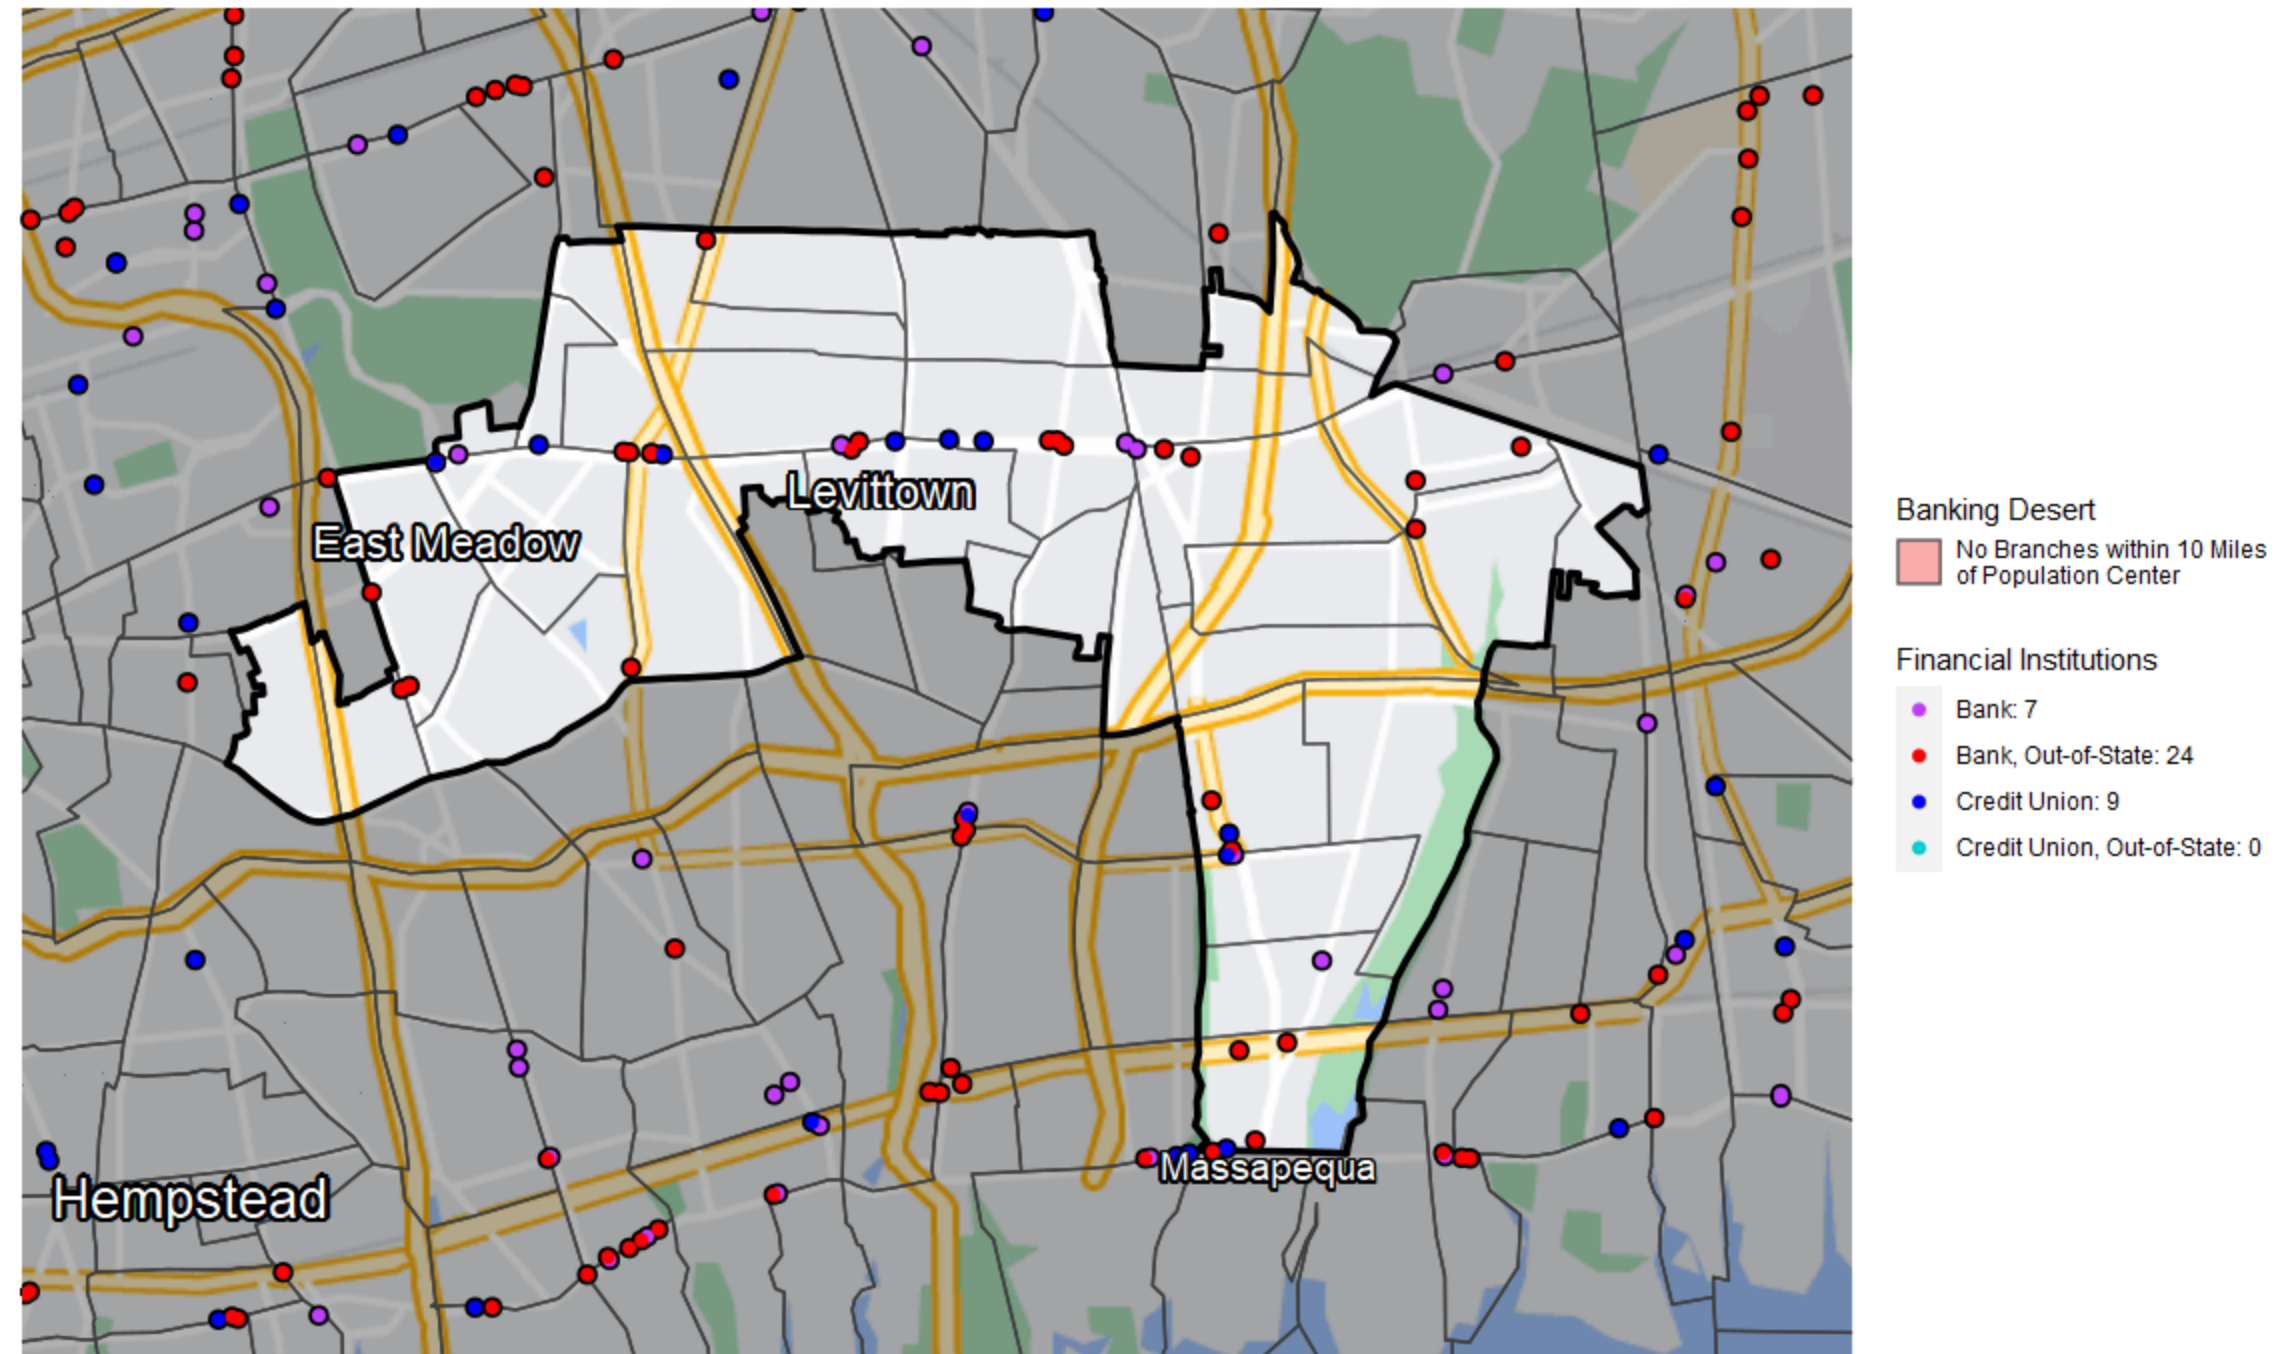 Levittown
East Meadow
Massapequa
Hempstead
Banking Desert
No Branches within 10 Miles
of Population Center
Financial Institutions
Bank: 7
Bank, Out-of-State: 24
Credit Union: 9
Credit Union, Out-of-State: 0